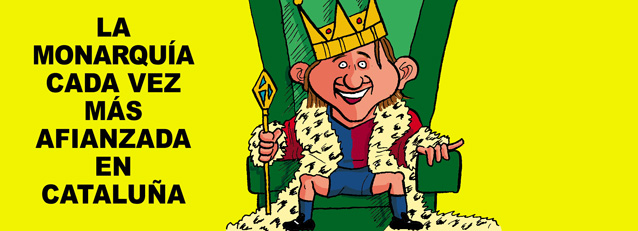 LA
MONARQUÍA
CADA VEZ
MÁS
AFIANZADA
EN
CATALUÑA